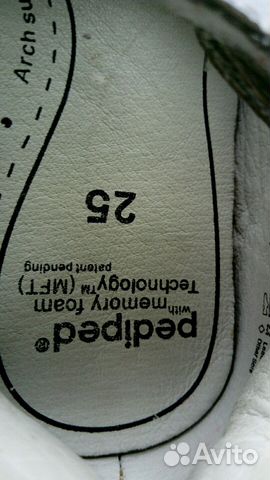 pediped®
with memory foam
Technology™ (MFT)
patent pending
25
Arch su
Avito